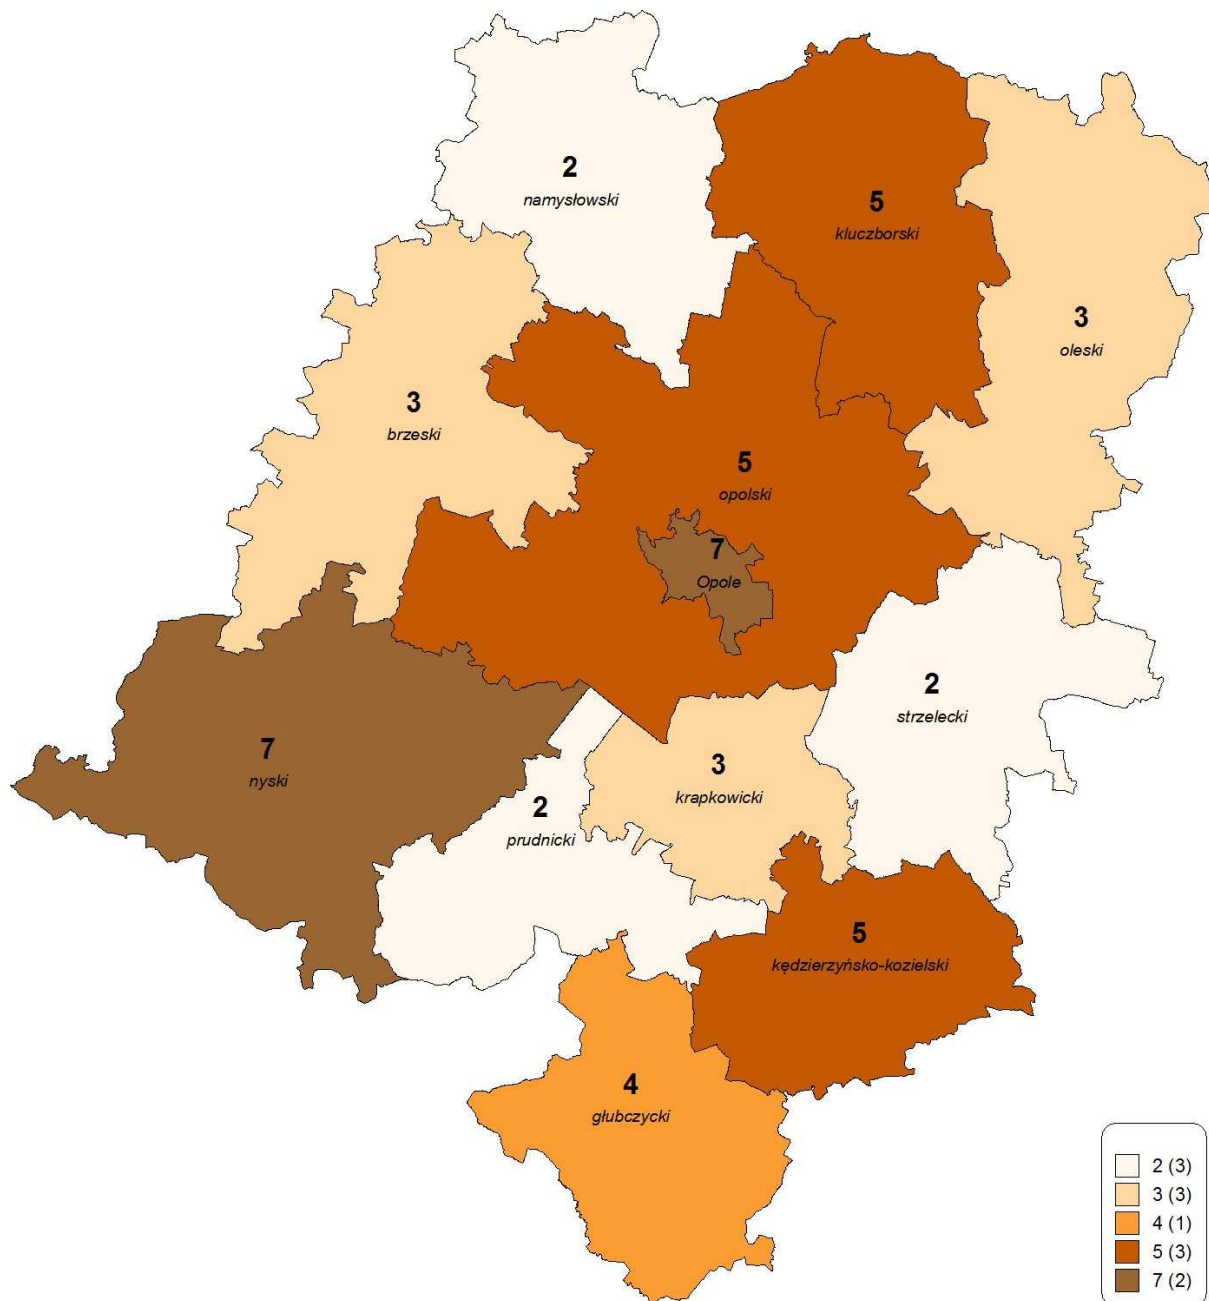 2
namysłowski
5
kluczborski
3
oleski
3
brzeski
5
opolski
7
Opole
2
strzelecki
7
nyski
3
krapkowicki
2
prudnicki
5
kędzierzyńsko-kozielski
4
głubczycki
2 (3)
3 (3)
4 (1)
5 (3)
7 (2)